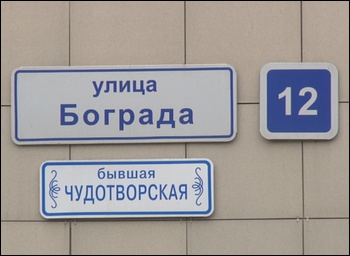 улица
Бограда
12
бывшая
ЧУДОТВОРСКАЯ